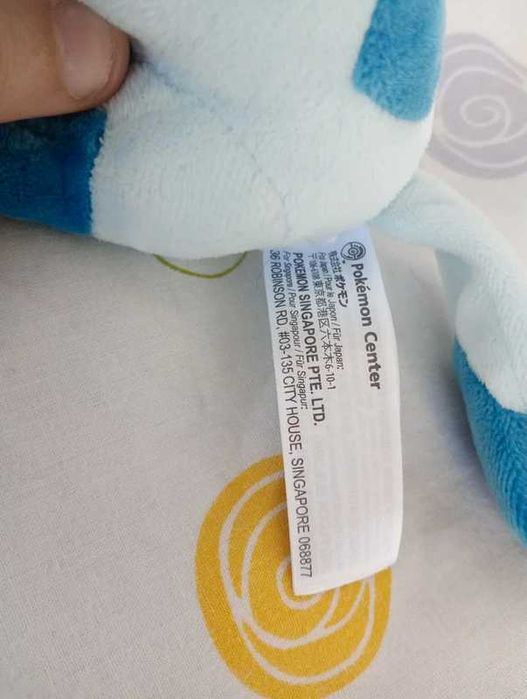 Pokémon Center
株式会社 ポケモン
For Japan / Pour le Japon / Für Japan:
〒106-6108 東京都港区六本木6-10-1
POKEMON SINGAPORE PTE. LTD.
For Singapore / Pour Singapour / Für Singapur:
36 ROBINSON RD, #03-135 CITY HOUSE, SINGAPORE 068877